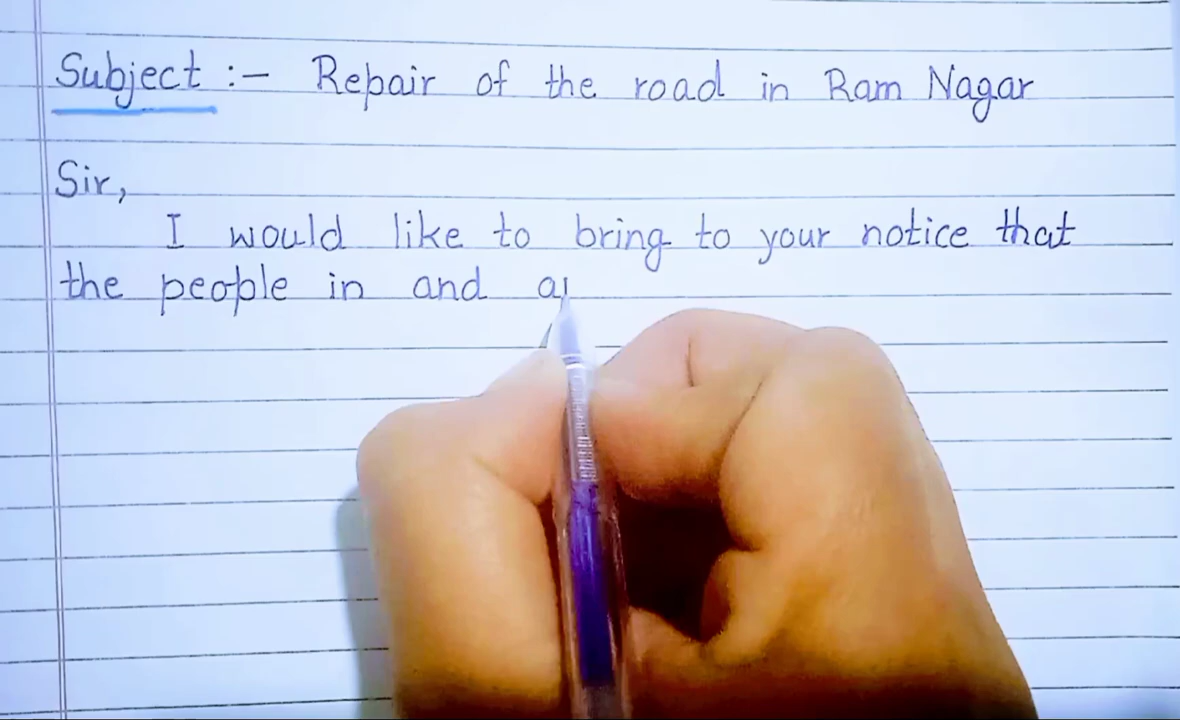 Subject :- Repair of the road in Ram Nagar
Sir,
I would like to bring to your notice that
the people in and